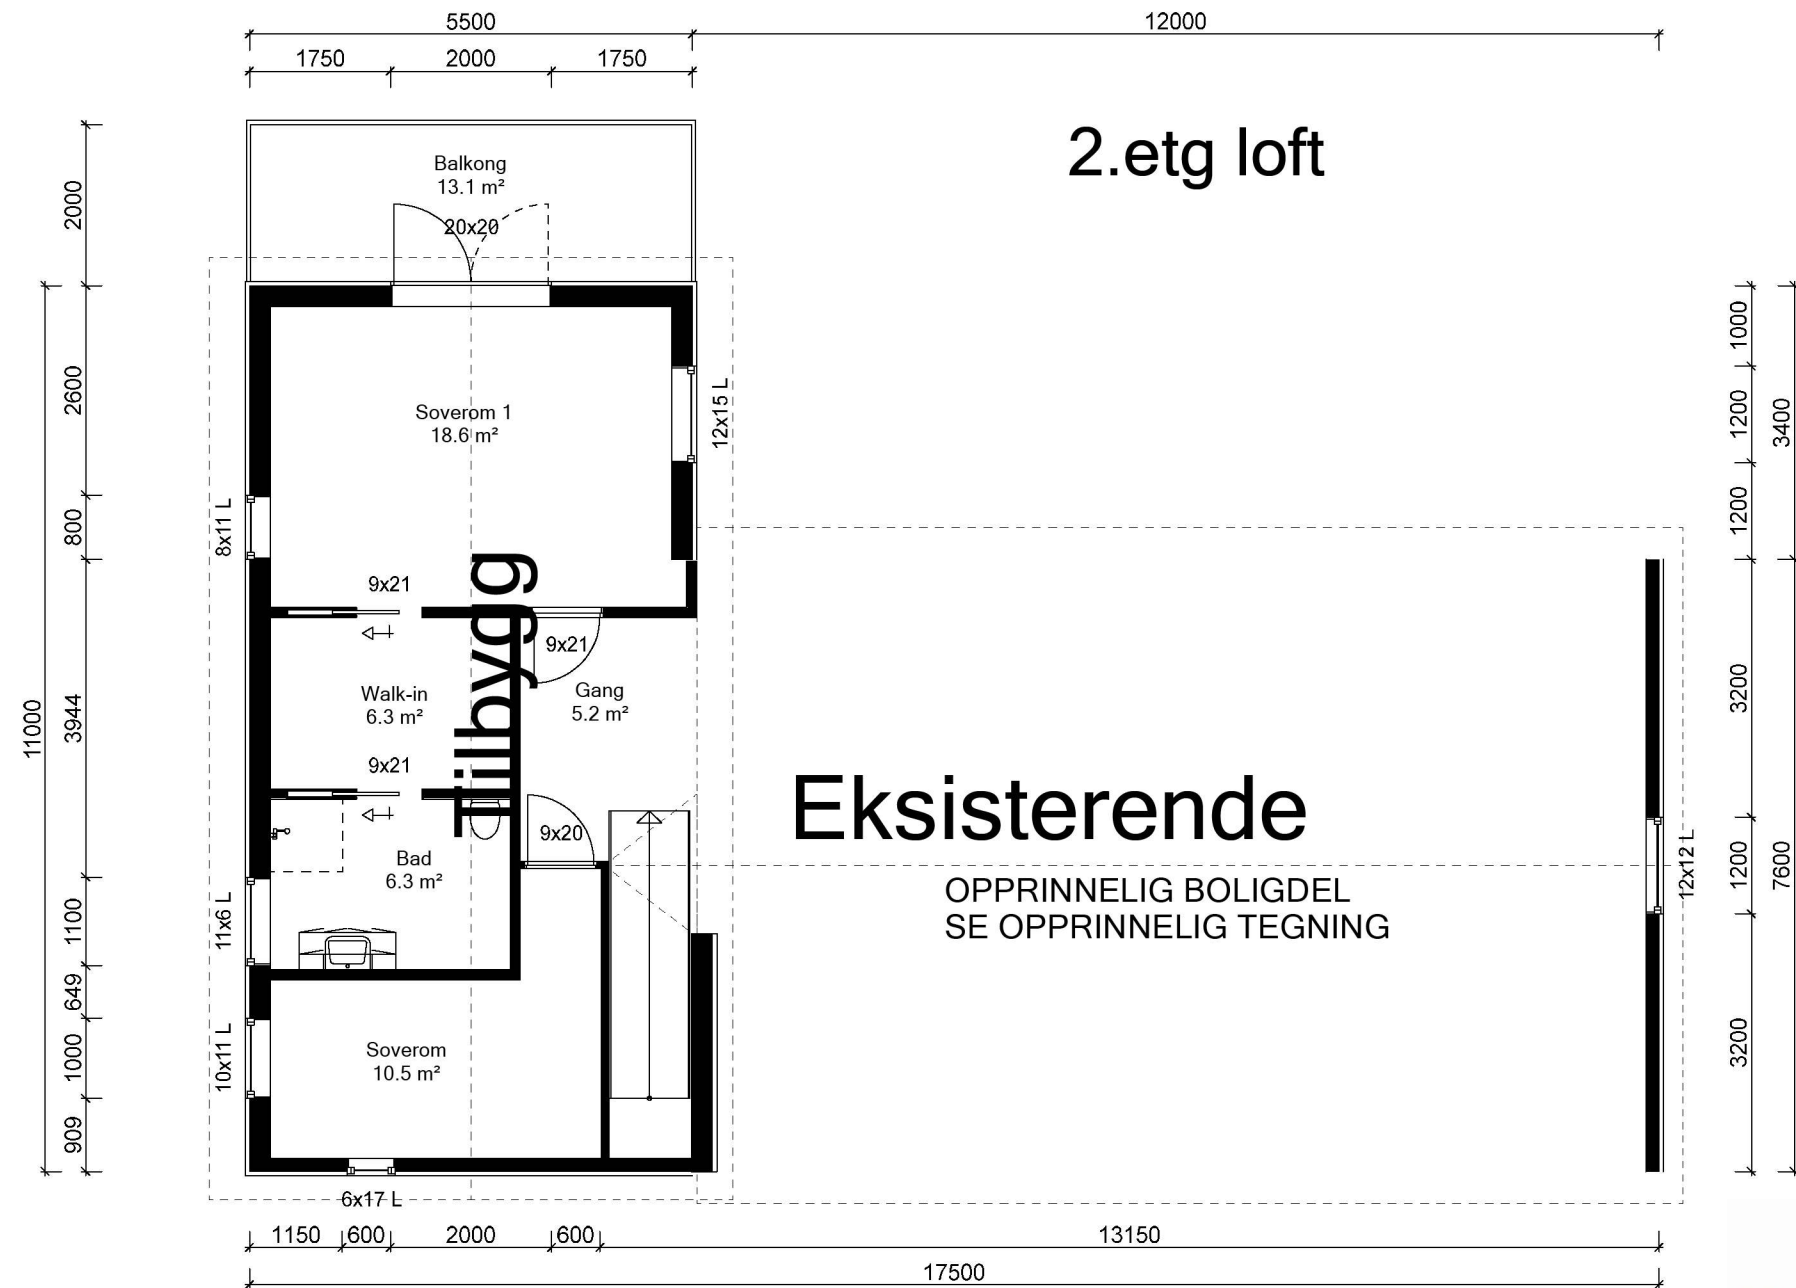 5500
12000
1750
2000
1750
2.etg loft
Balkong
13.1 m²
20x20
2000
11000
2600
800
3944
1100
649
1000
909
Soverom 1
18.6 m²
12x15 L
8x11 L
9x21
Tilbygg
9x21
Walk-in
6.3 m²
Gang
5.2 m²
9x21
9x20
Bad
6.3 m²
11x6 L
10x11 L
Soverom
10.5 m²
6x17 L
Eksisterende
OPPRINNELIG BOLIGDEL
SE OPPRINNELIG TEGNING
12x12 L
1000
1200
1200
3400
3200
1200
3200
7600
1150
600
2000
600
13150
17500